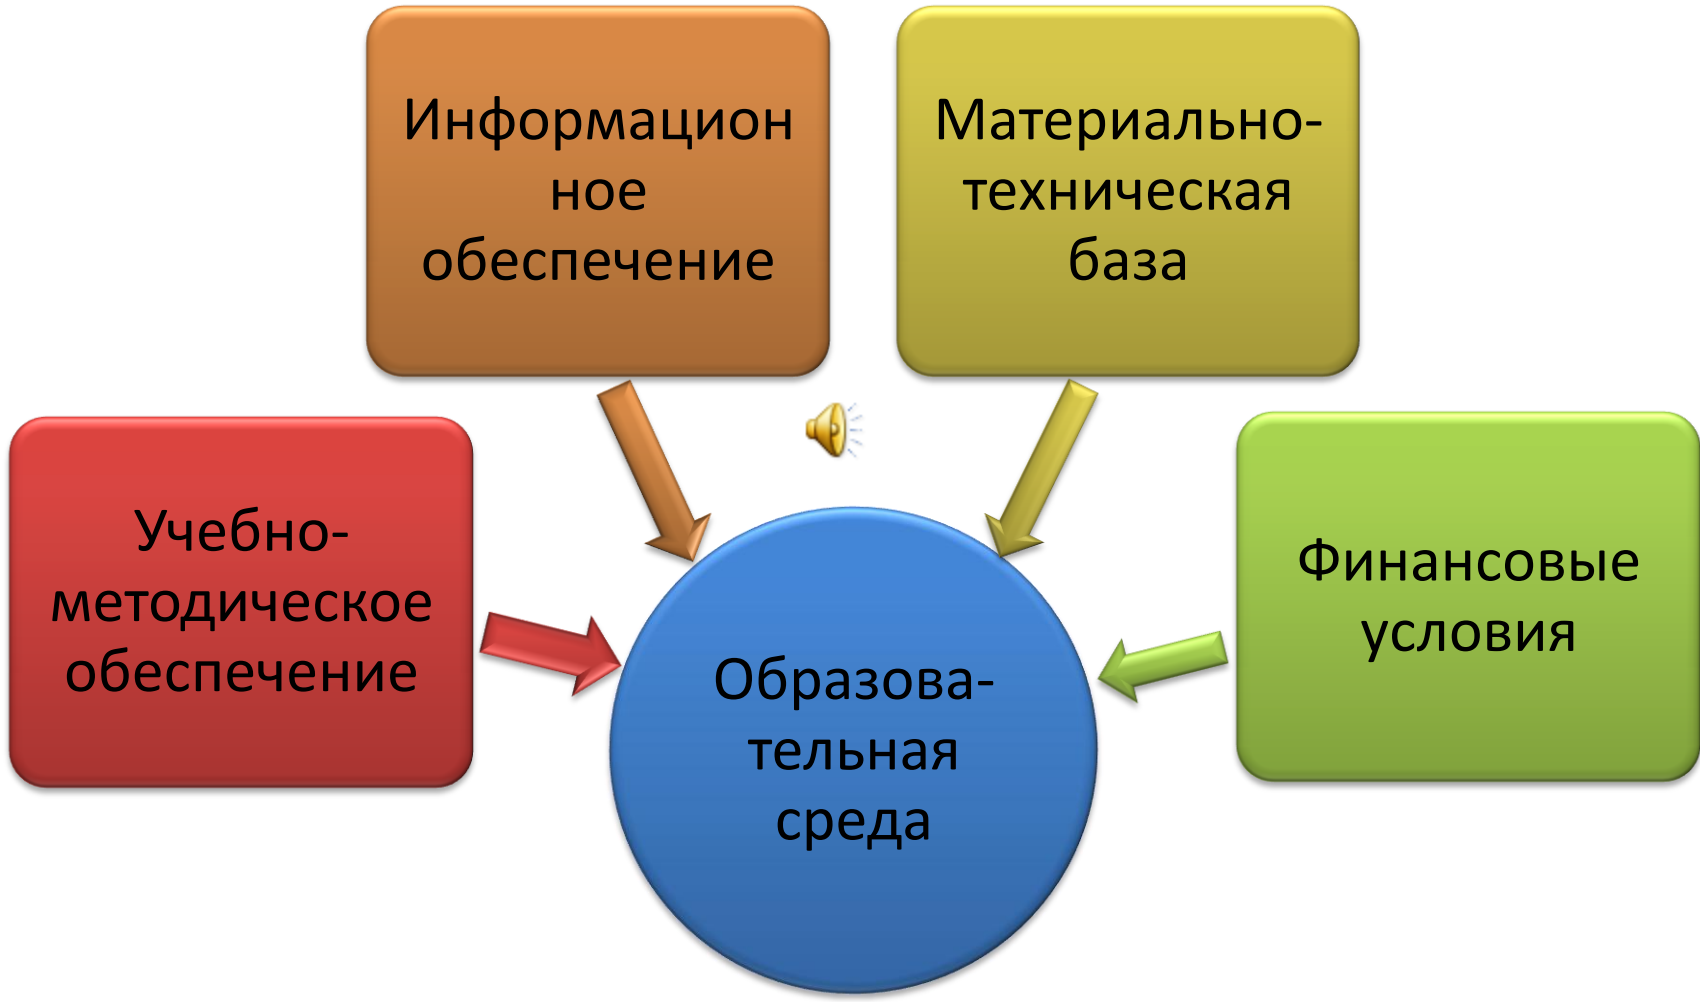 Информацион
ное
обеспечение
Материально-
техническая
база
Учебно-
методическое
обеспечение
Финансовые
условия
Образова-
тельная
среда